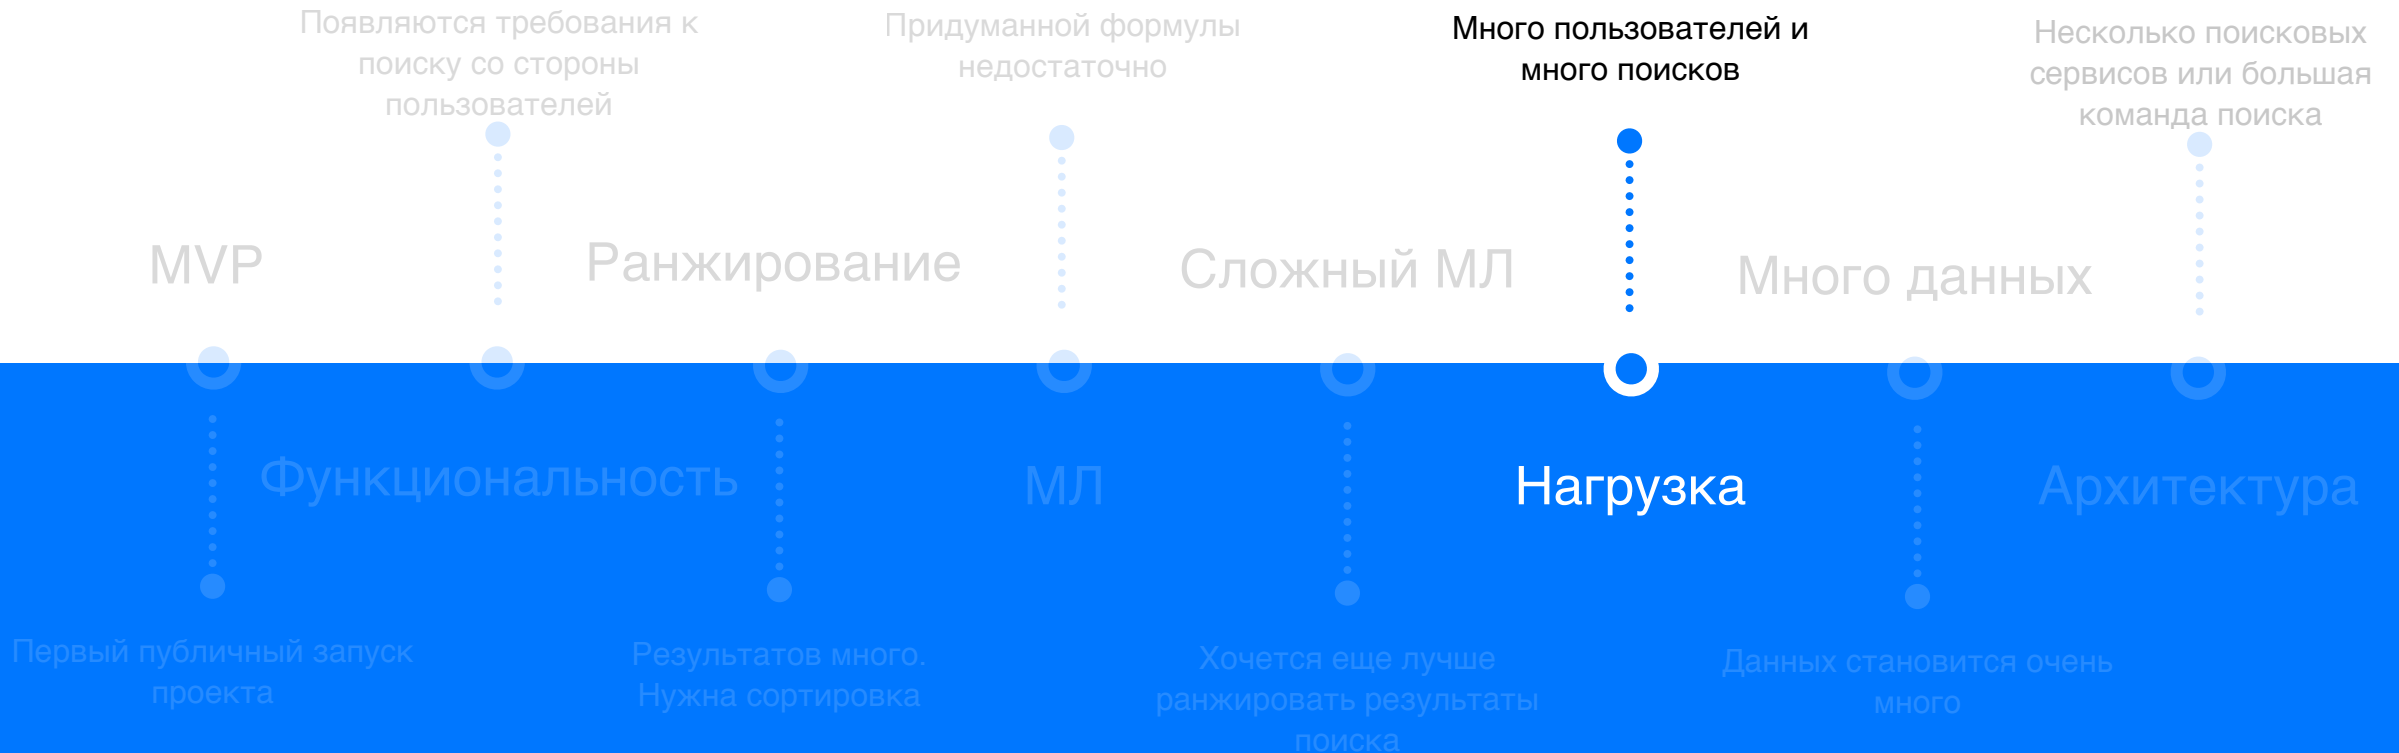 Появляются требования к
поиску со стороны
пользователей
Придуманной формулы
недостаточно
Много пользователей и
много поисков
Несколько поисковых
сервисов или большая
команда поиска
MVP
Ранжирование
Сложный МЛ
Много данных
Функциональность
МЛ
Нагрузка
Архитектура
Первый публичный запуск
проекта
Результатов много.
Нужна сортировка
Хочется еще лучше
ранжировать результаты
поиска
Данных становится очень
много